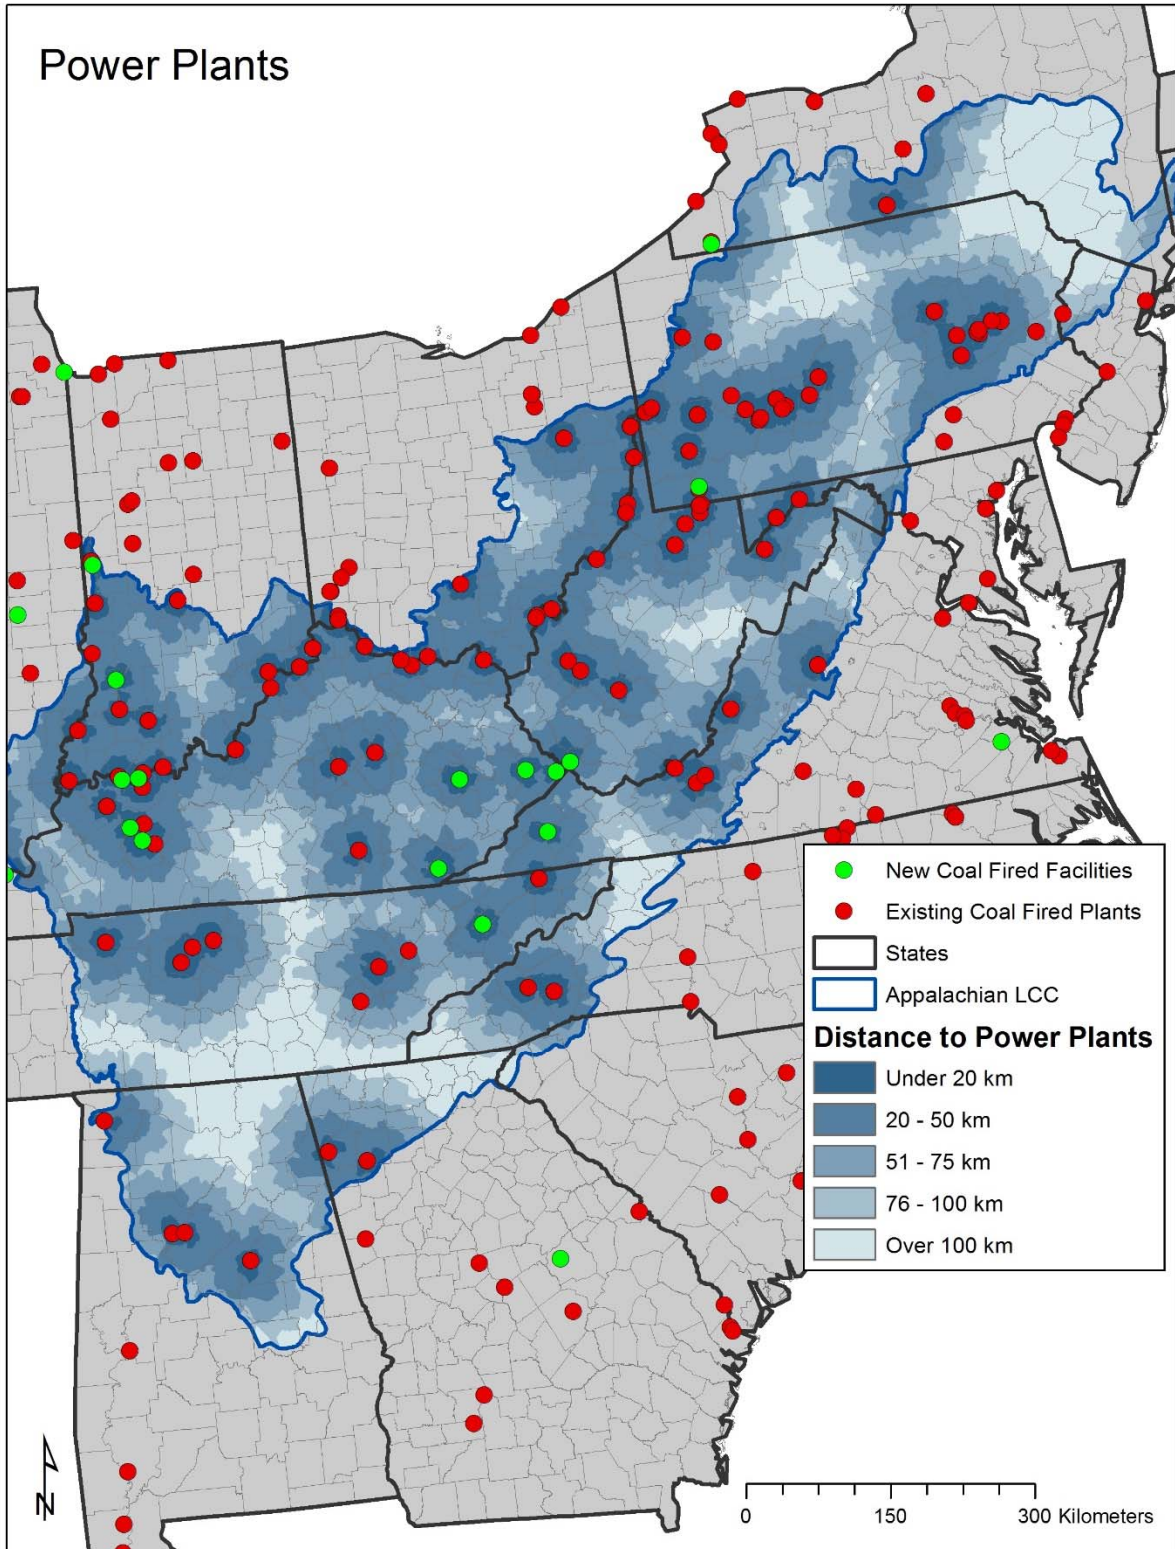 Power Plants
New Coal Fired Facilities
Existing Coal Fired Plants
States
Appalachian LCC
Distance to Power Plants
Under 20 km
20 - 50 km
51 - 75 km
76 - 100 km
Over 100 km
N
0 150 300 Kilometers